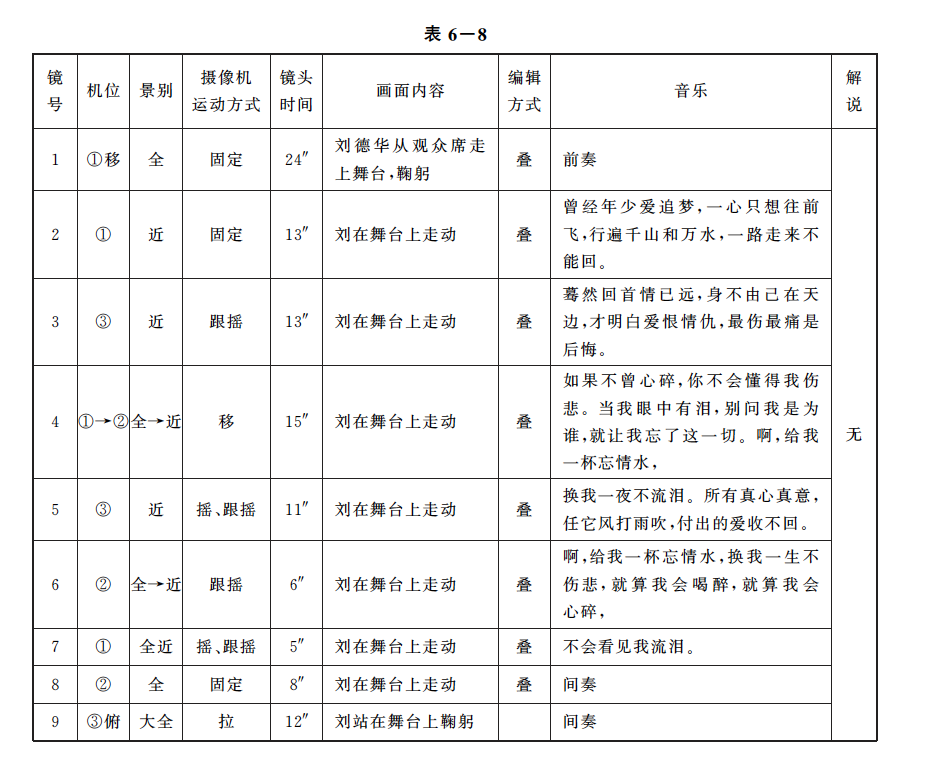 表 6—8
镜号 机位 景别 摄像机运动方式 镜头时间 画面内容 编辑方式 音乐 解说
1 ①移 全 固定 24″ 刘德华从观众席走上舞台,鞠躬 叠 前奏
2 ① 近 固定 13″ 刘在舞台上走动 叠 曾经年少爱追梦,一心只想往前飞,行遍千山和万水,一路走来不能回。
3 ③ 近 跟摇 13″ 刘在舞台上走动 叠 蓦然回首情已远,身不由已在天边,才明白爱恨情仇,最伤最痛是后悔。
4 ①→② 全→近 移 15″ 刘在舞台上走动 叠 如果不曾心碎,你不会懂得我伤悲。当我眼中有泪,别问我是为谁,就让我忘了这一切。啊,给我一杯忘情水, 无
5 ③ 近 摇、跟摇 11″ 刘在舞台上走动 叠 换我一夜不流泪。所有真心真意,任它风打雨吹,付出的爱收不回。
6 ② 全→近 跟摇 6″ 刘在舞台上走动 叠 啊,给我一杯忘情水,换我一生不伤悲,就算我会喝醉,就算我会心碎,
7 ① 全近 摇、跟摇 5″ 刘在舞台上走动 叠 不会看见我流泪。
8 ② 全 固定 8″ 刘在舞台上走动 叠 间奏
9 ③俯 大全 拉 12″ 刘站在舞台上鞠躬 间奏